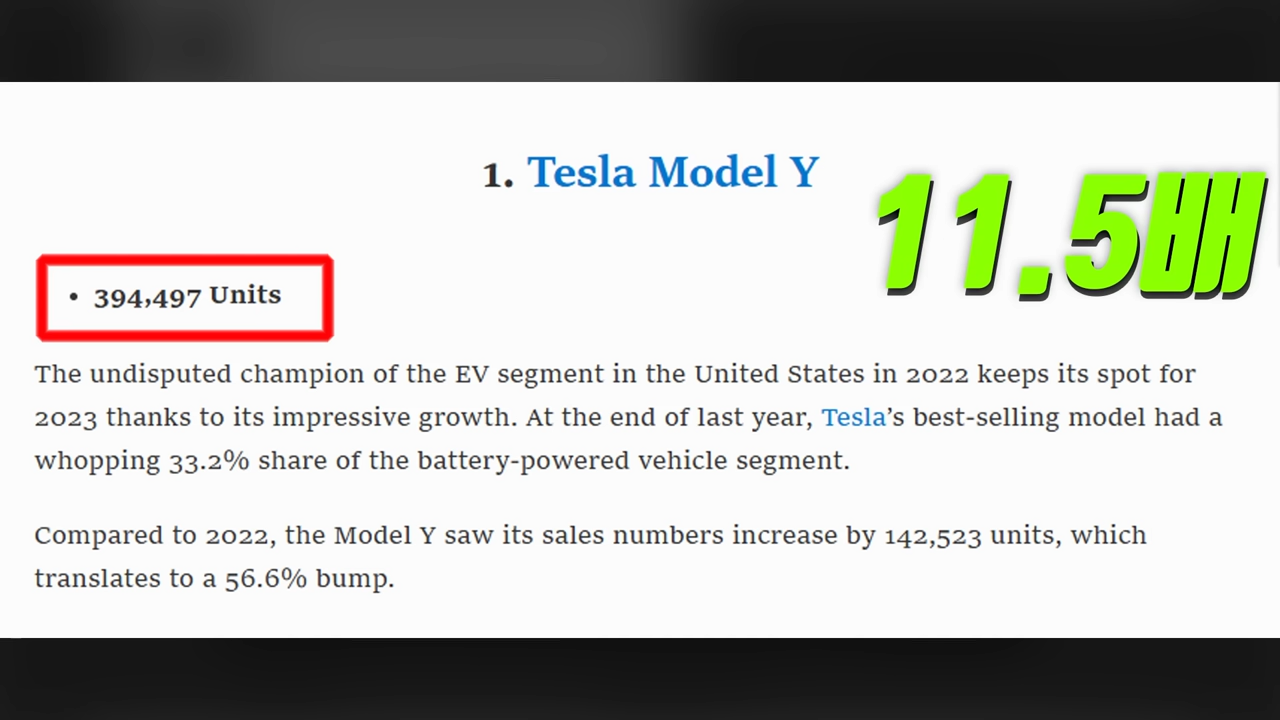 1. Tesla Model Y
11.5배
• 394,497 Units
The undisputed champion of the EV segment in the United States in 2022 keeps its spot for
2023 thanks to its impressive growth. At the end of last year, Tesla’s best-selling model had a
whopping 33.2% share of the battery-powered vehicle segment.
Compared to 2022, the Model Y saw its sales numbers increase by 142,523 units, which
translates to a 56.6% bump.